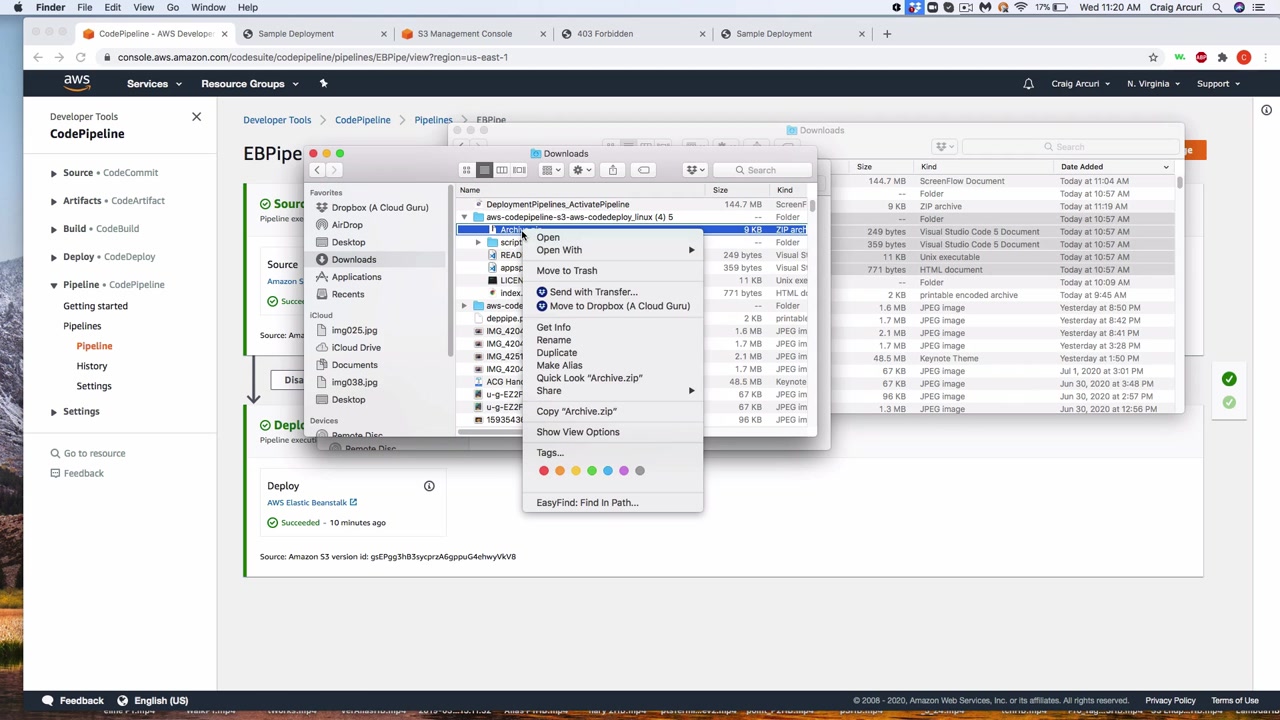 Finder File Edit View Go Window Help 17% Wed 11:20 AM Craig Arcuri
CodePipeline - AWS Develope Sample Deployment S3 Management Console 403 Forbidden Sample Deployment
console.aws.amazon.com/codesuite/codepipeline/pipelines/EBPipe/view?region=us-east-1
aws Services Resource Groups Craig Arcuri N. Virginia Support
Developer Tools
CodePipeline
Source • CodeCommit
Artifacts • CodeArtifact
Build • CodeBuild
Deploy • CodeDeploy
Pipeline • CodePipeline
Getting started
Pipelines
Pipeline
History
Settings
Settings
Go to resource
Feedback
Developer Tools CodePipeline Pipelines EBPipe
EBPipe
Sourc
Pipeline exec
Source
Amazon S
Succe
Source: Ama
Disa
Deplo
Pipeline executi
Deploy
AWS Elastic Beanstalk
Succeeded - 10 minutes ago
Source: Amazon S3 version id: gsEPgg3hB3sycprzA6gppuG4ehwyVkVB
Downloads
Search
Favorites
Dropbox (A Cloud Guru)
AirDrop
Desktop
Downloads
Applications
Recents
iCloud
img025.jpg
iCloud Drive
Documents
img038.jpg
Desktop
Devices
Remote Disc
Remote Disc
Name Size Kind
DeploymentPipelines_ActivatePipeline 144.7 MB ScreenF
aws-codepipeline-s3-aws-codedeploy_linux (4) 5 -- Folder
Archive.zip 9 KB ZIP arch
script -- Folder
READ 249 bytes Visual St
appsp 359 bytes Visual St
LICEN 11 KB Unix exe
index. 771 bytes HTML do
aws-code -- Folder
deppipe.p 2 KB printable
IMG_4204 1.6 MB JPEG im
IMG_4204 1.7 MB JPEG im
IMG_4251 2.1 MB JPEG im
IMG_4204 1.7 MB JPEG im
ACG Hand 48.5 MB Keynote
u-g-EZ2F 67 KB JPEG im
u-g-EZ2F 67 KB JPEG im
1593543 96 KB JPEG im
Open
Open With
Move to Trash
Send with Transfer...
Move to Dropbox (A Cloud Guru)
Get Info
Rename
Duplicate
Make Alias
Quick Look “Archive.zip”
Share
Copy “Archive.zip”
Show View Options
Tags...
EasyFind: Find In Path...
Downloads
Search
Size Kind Date Added
144.7 MB ScreenFlow Document Today at 11:04 AM
-- Folder Today at 10:57 AM
9 KB ZIP archive Today at 11:19 AM
-- Folder Today at 10:57 AM
249 bytes Visual Studio Code 5 Document Today at 10:57 AM
359 bytes Visual Studio Code 5 Document Today at 10:57 AM
11 KB Unix executable Today at 10:57 AM
771 bytes HTML document Today at 10:57 AM
-- Folder Today at 10:09 AM
2 KB printable encoded archive Today at 9:45 AM
1.6 MB JPEG image Yesterday at 8:50 PM
1.7 MB JPEG image Yesterday at 8:42 PM
2.1 MB JPEG image Yesterday at 8:41 PM
1.7 MB JPEG image Yesterday at 3:28 PM
48.5 MB Keynote Theme Yesterday at 1:50 PM
67 KB JPEG image Jul 1, 2020 at 3:01 PM
67 KB JPEG image Jun 30, 2020 at 3:48 PM
96 KB JPEG image Jun 30, 2020 at 2:38 PM
1.3 MB JPEG image Jun 30, 2020 at 12:56 PM
Feedback English (US) © 2008 - 2020, Amazon Web Services, Inc. or its affiliates. All rights reserved. Privacy Policy Terms of Use